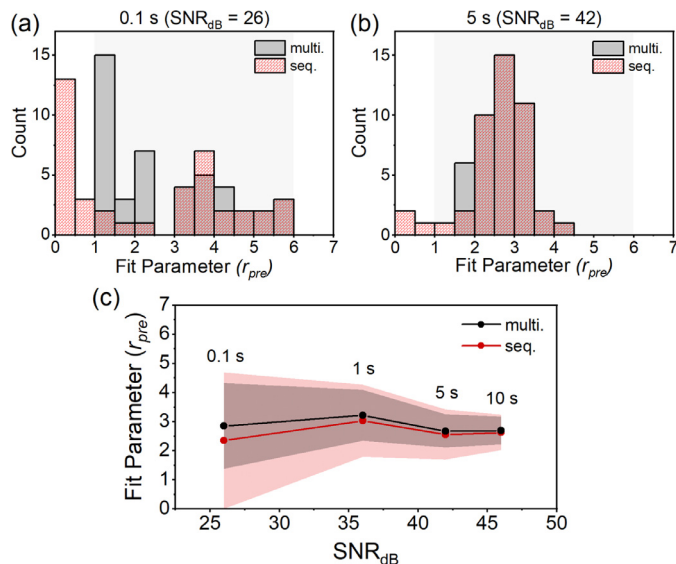 (a) 0.1 s (SNRdB = 26)
multi.
seq.
Count
15
10
5
0
0 1 2 3 4 5 6 7
Fit Parameter (rpre)
(b) 5 s (SNRdB = 42)
multi.
seq.
Count
15
10
5
0
0 1 2 3 4 5 6 7
Fit Parameter (rpre)
(c)
multi.
seq.
Fit Parameter (rpre)
7
6
5
4
3
2
1
0
0.1 s
1 s
5 s
10 s
25 30 35 40 45 50
SNRdB